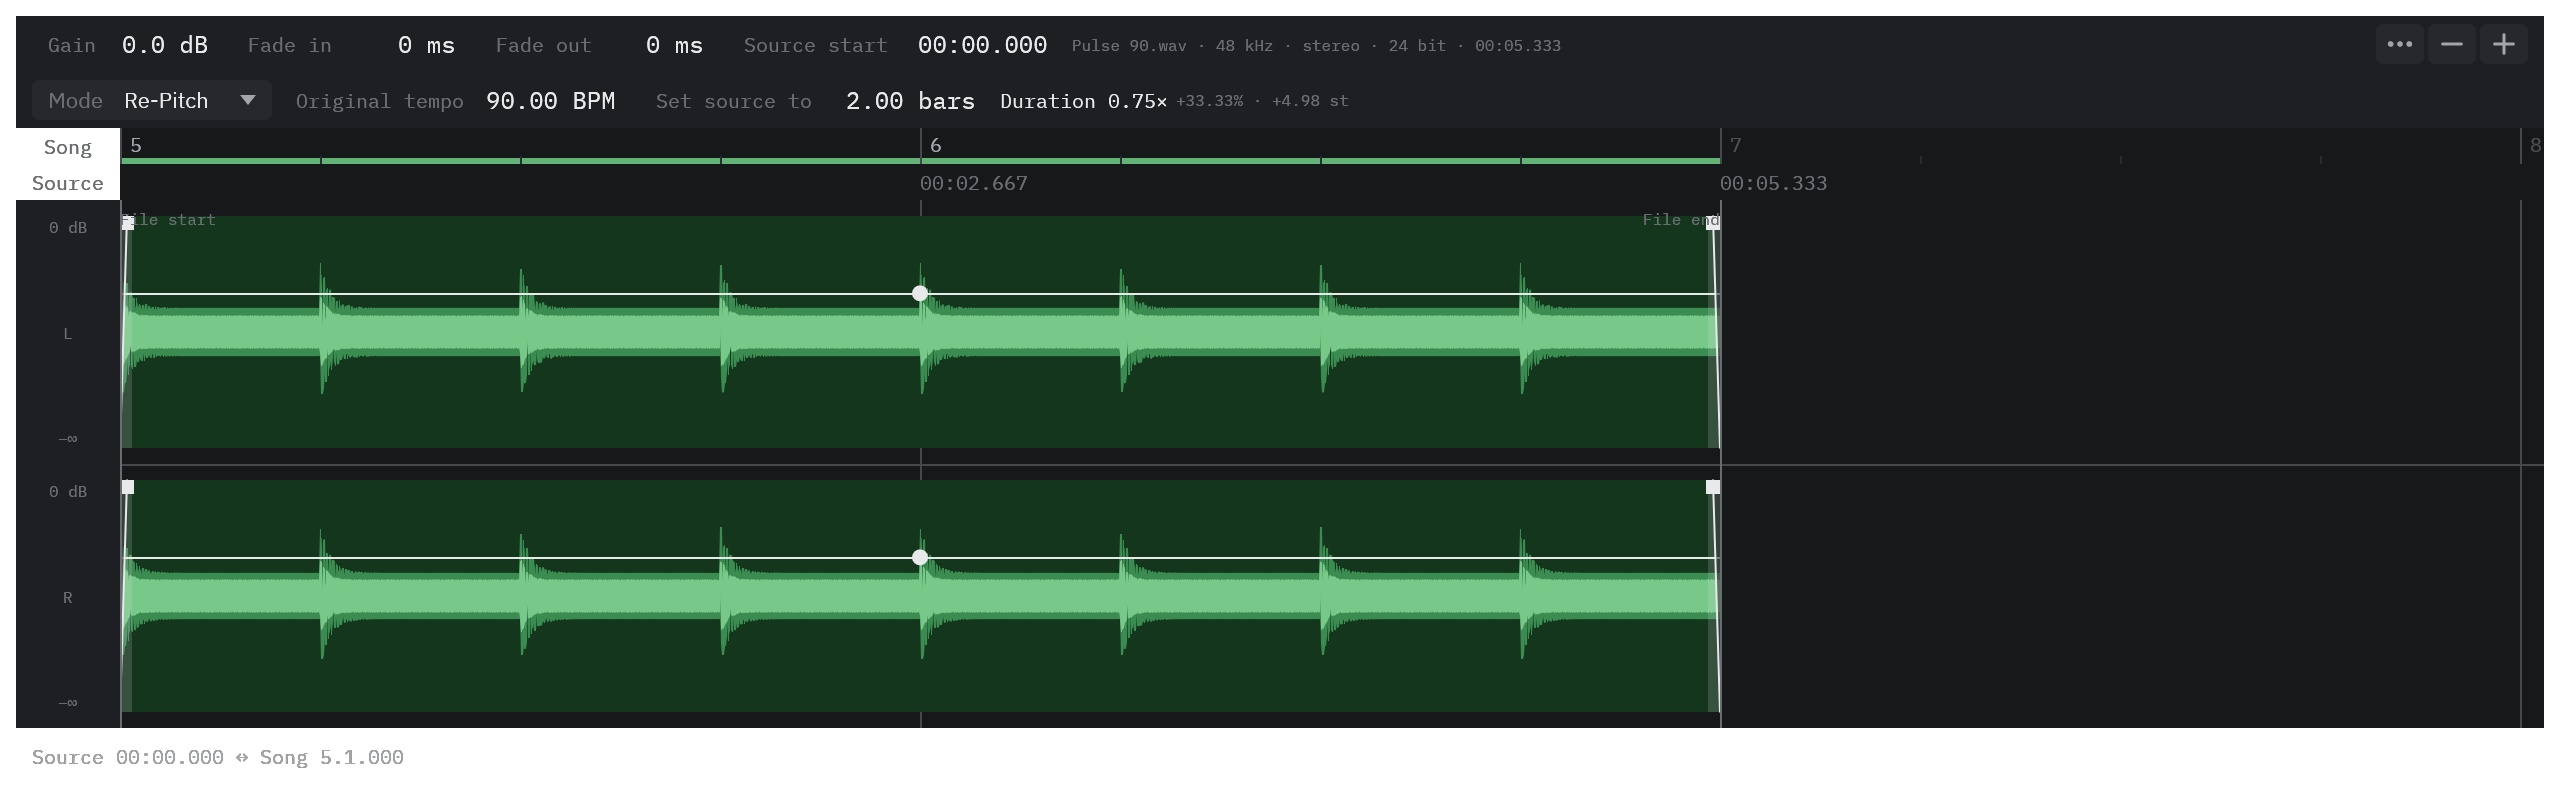 Gain 0.0 dB Fade in 0 ms Fade out 0 ms Source start 00:00.000 Pulse 90.wav · 48 kHz · stereo · 24 bit · 00:05.333
Mode Re-Pitch Original tempo 90.00 BPM Set source to 2.00 bars Duration 0.75× +33.33% · +4.98 st
Song 5 6 7 8
Source 00:02.667 00:05.333
File start File end
0 dB
L
−∞
0 dB
R
−∞
Source 00:00.000 ↔ Song 5.1.000